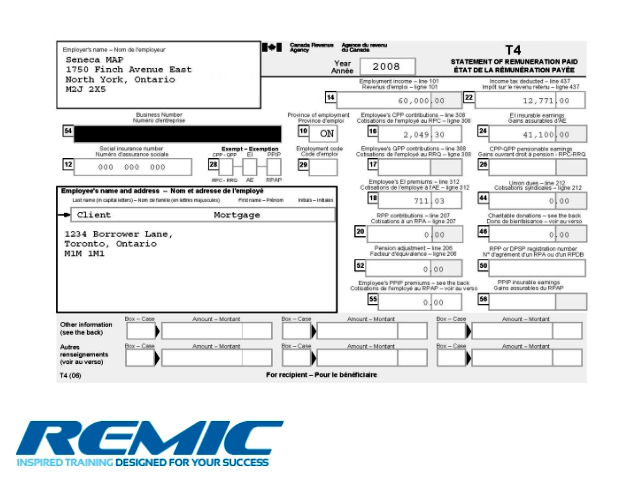 Employer's name – Nom de l'employeur
Seneca MAP
1750 Finch Avenue East
North York, Ontario
M2J 2X5
Canada Revenue Agency
Agence du revenu du Canada
Year
Année
2008
T4
STATEMENT OF REMUNERATION PAID
ÉTAT DE LA RÉMUNÉRATION PAYÉE
Employment income – line 101
Revenus d'emploi – ligne 101
14
60,000.00
Income tax deducted – line 437
Impôt sur le revenu retenu – ligne 437
22
12,771.00
Business Number
Numéro d'entreprise
54
Province of employment
Province d'emploi
10
ON
Employee's CPP contributions – line 308
Cotisations de l'employé au RPC – ligne 308
16
2,049.30
EI insurable earnings
Gains assurables d'AE
24
41,100.00
Social insurance number
Numéro d'assurance sociale
12
000 000 000
Exempt – Exemption
CPP - QPP
EI
PPIP
28
RPC - RRQ
AE
RPAP
Employment code
Code d'emploi
29
Employee's QPP contributions – line 308
Cotisations de l'employé au RRQ – ligne 308
17
CPP-QPP pensionable earnings
Gains ouvrant droit à pension - RPC-RRQ
26
Employee's name and address – Nom et adresse de l'employé
Last name (in capital letters) – Nom de famille (en lettres majuscules)
First name – Prénom
Initials – Initiales
Client
Mortgage
1234 Borrower Lane,
Toronto, Ontario
M1M 1M1
Employee's EI premiums – line 312
Cotisations de l'employé à l'AE – ligne 312
18
711.03
Union dues – line 212
Cotisations syndicales – ligne 212
44
0.00
RPP contributions – line 207
Cotisations à un RPA – ligne 207
20
0.00
Charitable donations – see the back
Dons de bienfaisance – voir au verso
46
0.00
Pension adjustment – line 206
Facteur d'équivalence – ligne 206
52
0.00
RPP or DPSP registration number
N° d'agrément d'un RPA ou d'un RPDB
50
Employee's PPIP premiums – see the back
Cotisations de l'employé au RPAP – voir au verso
55
0.00
PPIP insurable earnings
Gains assurables du RPAP
56
Box – Case
Amount – Montant
Box – Case
Amount – Montant
Box – Case
Amount – Montant
Other information
(see the back)
Box – Case
Amount – Montant
Box – Case
Amount – Montant
Box – Case
Amount – Montant
Autres
renseignements
(voir au verso)
T4 (06)
For recipient – Pour le bénéficiaire
REMIC
INSPIRED TRAINING DESIGNED FOR YOUR SUCCESS